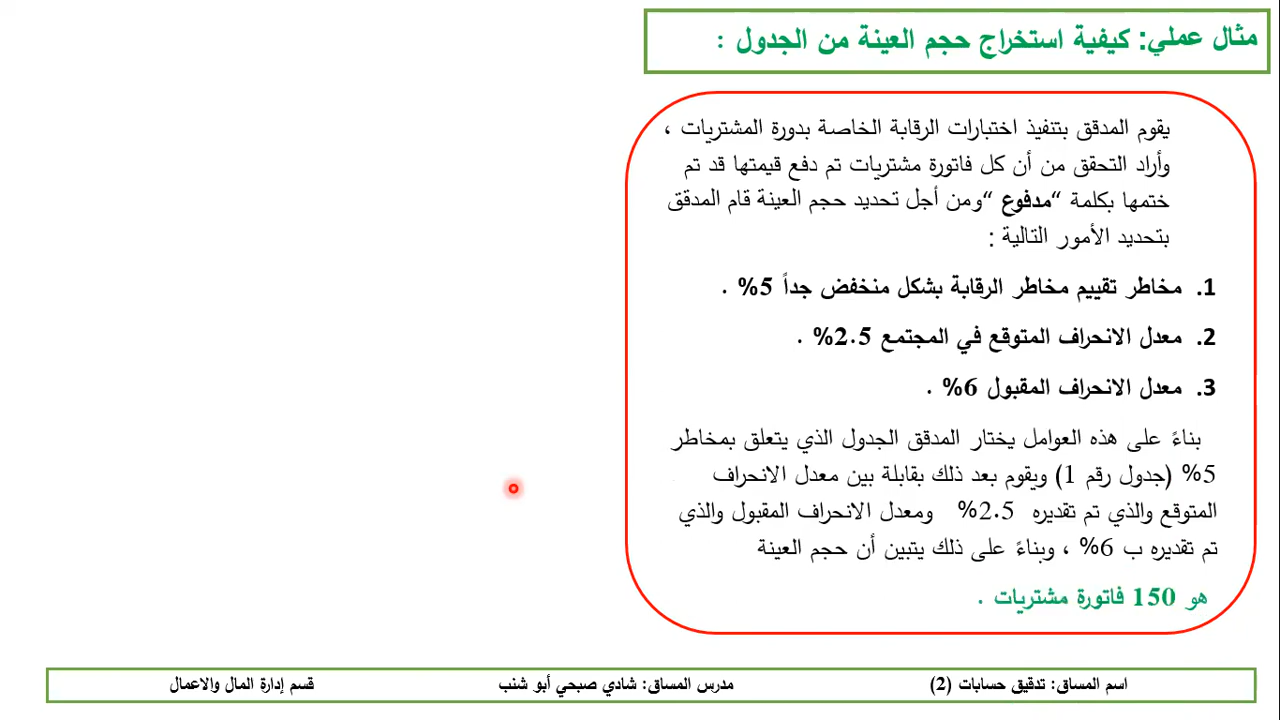 مثال عملي: كيفية استخراج حجم العينة من الجدول :
يقوم المدقق بتنفيذ اختبارات الرقابة الخاصة بدورة المشتريات ،
وأراد التحقق من أن كل فاتورة مشتريات تم دفع قيمتها قد تم
ختمها بكلمة “مدفوع “ومن أجل تحديد حجم العينة قام المدقق
بتحديد الأمور التالية :
1. مخاطر تقييم مخاطر الرقابة بشكل منخفض جداً 5% .
2. معدل الانحراف المتوقع في المجتمع 2.5% .
3. معدل الانحراف المقبول 6% .
بناءً على هذه العوامل يختار المدقق الجدول الذي يتعلق بمخاطر
5% (جدول رقم 1) ويقوم بعد ذلك بقابلة بين معدل الانحراف
المتوقع والذي تم تقديره 2.5% ومعدل الانحراف المقبول والذي
تم تقديره ب 6% ، وبناءً على ذلك يتبين أن حجم العينة
هو 150 فاتورة مشتريات .
اسم المساق: تدقيق حسابات (2) مدرس المساق: شادي صبحي أبو شنب قسم إدارة المال والاعمال